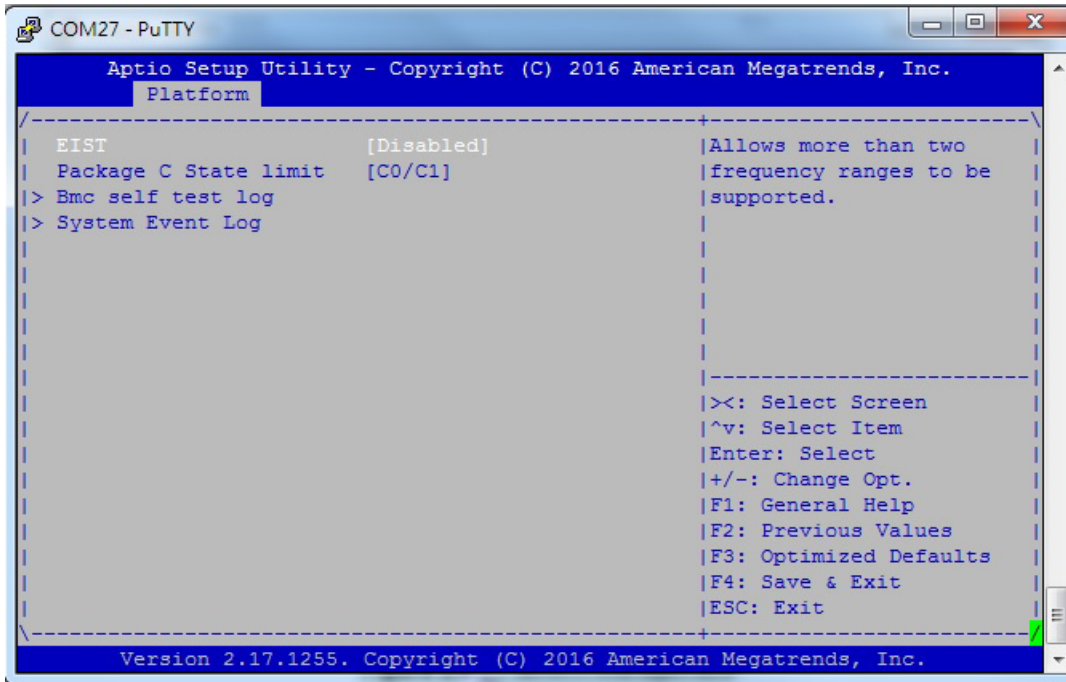 COM27 - PuTTY
Aptio Setup Utility - Copyright (C) 2016 American Megatrends, Inc.
Platform
EIST [Disabled]
Package C State limit [C0/C1]
> Bmc self test log
> System Event Log
Allows more than two
frequency ranges to be
supported.
><: Select Screen
^v: Select Item
Enter: Select
+/-: Change Opt.
F1: General Help
F2: Previous Values
F3: Optimized Defaults
F4: Save & Exit
ESC: Exit
Version 2.17.1255. Copyright (C) 2016 American Megatrends, Inc.